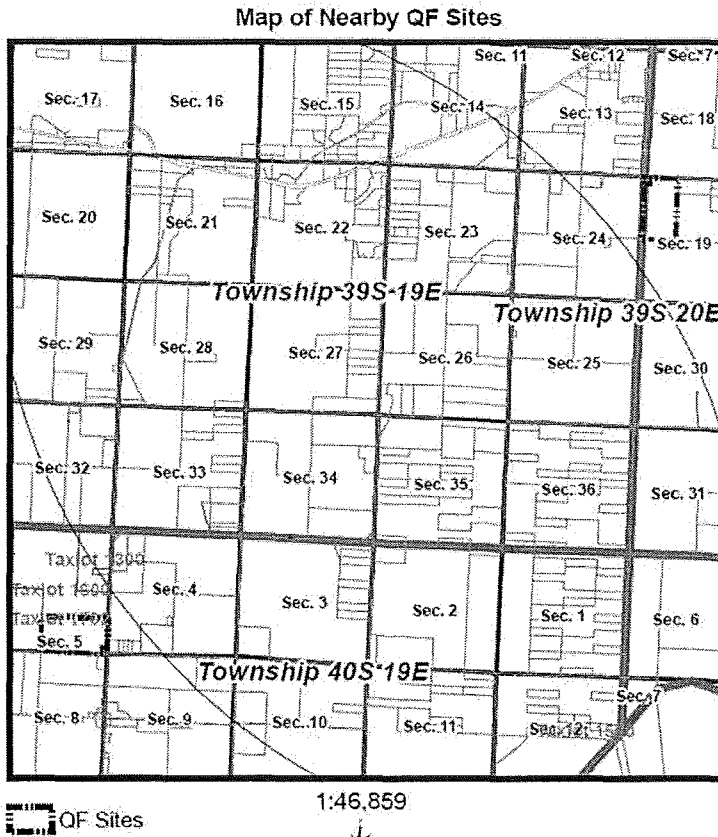 Map of Nearby QF Sites
Sec. 11 Sec. 12 Sec. 7
Sec. 17 Sec. 16 Sec. 15 Sec. 14 Sec. 13 Sec. 18
Sec. 20 Sec. 21 Sec. 22 Sec. 23 Sec. 24 Sec. 19
Township 39S 19E
Township 39S 20E
Sec. 29 Sec. 28 Sec. 27 Sec. 26 Sec. 25 Sec. 30
Sec. 32 Sec. 33 Sec. 34 Sec. 35 Sec. 36 Sec. 31
Taxlot 1300
Taxlot 1600
Taxlot
Sec. 5 Sec. 4 Sec. 3 Sec. 2 Sec. 1 Sec. 6
Township 40S 19E
Sec. 7
Sec. 8 Sec. 9 Sec. 10 Sec. 11 Sec. 12
1:46,859
QF Sites